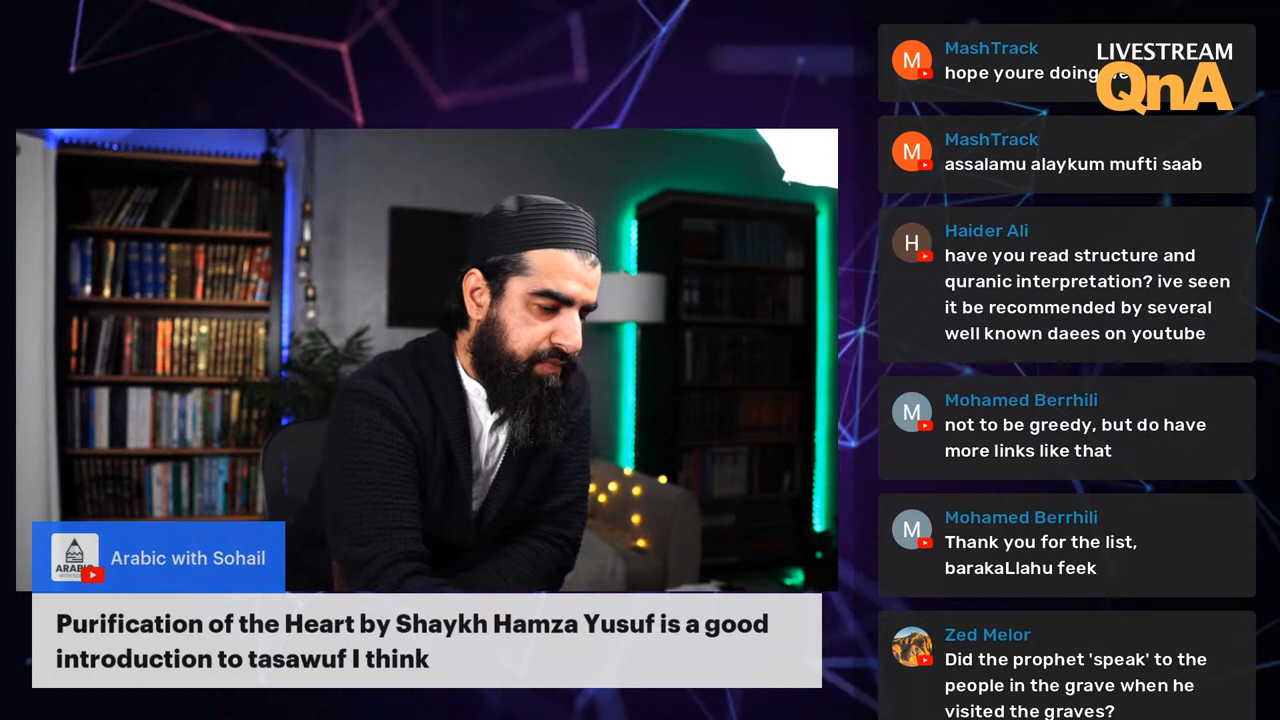 MashTrack
hope youre doing
LIVESTREAM
QnA
MashTrack
assalamu alaykum mufti saab
Haider Ali
have you read structure and
quranic interpretation? ive seen
it be recommended by several
well known daees on youtube
Mohamed Berrhili
not to be greedy, but do have
more links like that
Mohamed Berrhili
Thank you for the list,
barakaLlahu feek
Zed Melor
Did the prophet 'speak' to the
people in the grave when he
visited the graves?
Arabic with Sohail
Purification of the Heart by Shaykh Hamza Yusuf is a good
introduction to tasawuf I think